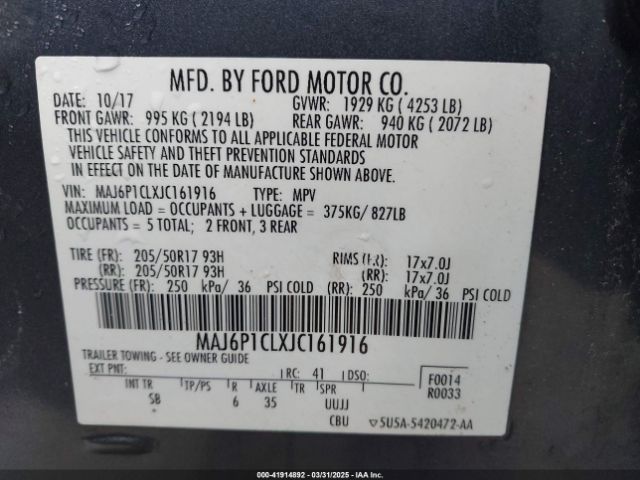 MFD. BY FORD MOTOR CO.
DATE: 10/17 GVWR: 1929 KG ( 4253 LB)
FRONT GAWR: 995 KG ( 2194 LB) REAR GAWR: 940 KG ( 2072 LB)
THIS VEHICLE CONFORMS TO ALL APPLICABLE FEDERAL MOTOR
VEHICLE SAFETY AND THEFT PREVENTION STANDARDS
IN EFFECT ON THE DATE OF MANUFACTURE SHOWN ABOVE.
VIN: MAJ6P1CLXJC161916 TYPE: MPV
MAXIMUM LOAD = OCCUPANTS + LUGGAGE = 375KG/ 827LB
OCCUPANTS = 5 TOTAL; 2 FRONT, 3 REAR
TIRE (FR): 205/50R17 93H RIMS (FR): 17x7.0J
(RR): 205/50R17 93H (RR): 17x7.0J
PRESSURE (FR): 250 kPa/ 36 PSI COLD (RR): 250 kPa/ 36 PSI COLD
MAJ6P1CLXJC161916
TRAILER TOWING - SEE OWNER GUIDE
EXT PNT: RC: 41 DSO: F0014
R0033
INT TR TP/PS R AXLE TR SPR
SB 6 35 UUJJ
CBU 5U5A-5420472-AA
000-41914892 - 03/31/2025 - IAAI.COM